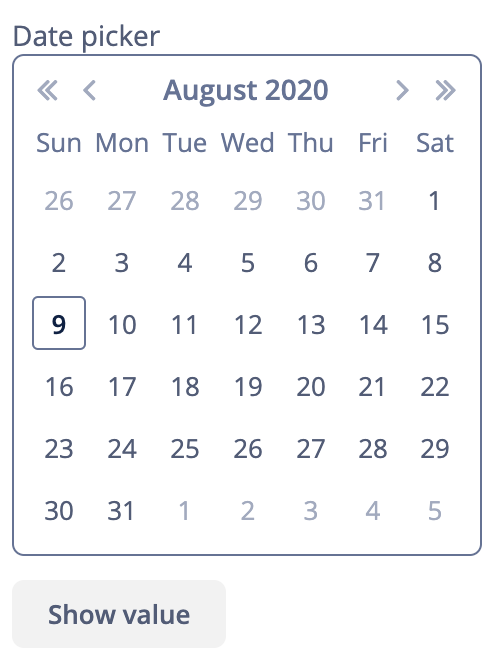 Date picker
« < August 2020 > »
Sun Mon Tue Wed Thu Fri Sat
26 27 28 29 30 31 1
2 3 4 5 6 7 8
9 10 11 12 13 14 15
16 17 18 19 20 21 22
23 24 25 26 27 28 29
30 31 1 2 3 4 5
Show value